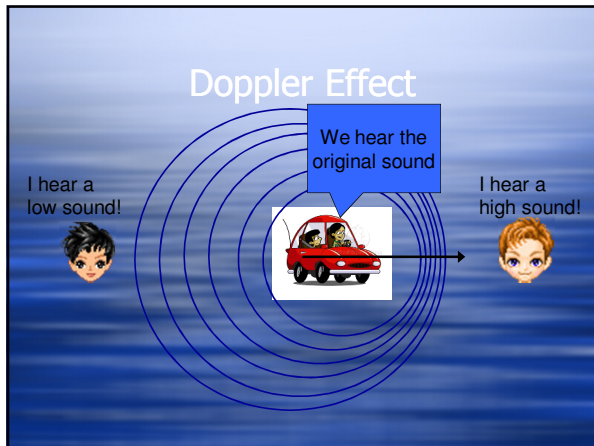 Doppler Effect
We hear the
original sound
I hear a
low sound!
I hear a
high sound!